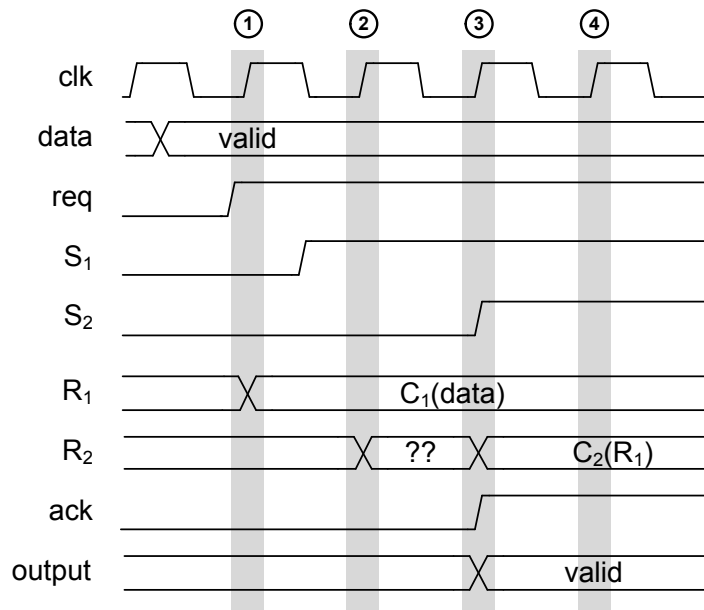 1 2 3 4
clk
data valid
req
S₁
S₂
R₁ C₁(data)
R₂ ?? C₂(R₁)
ack
output valid